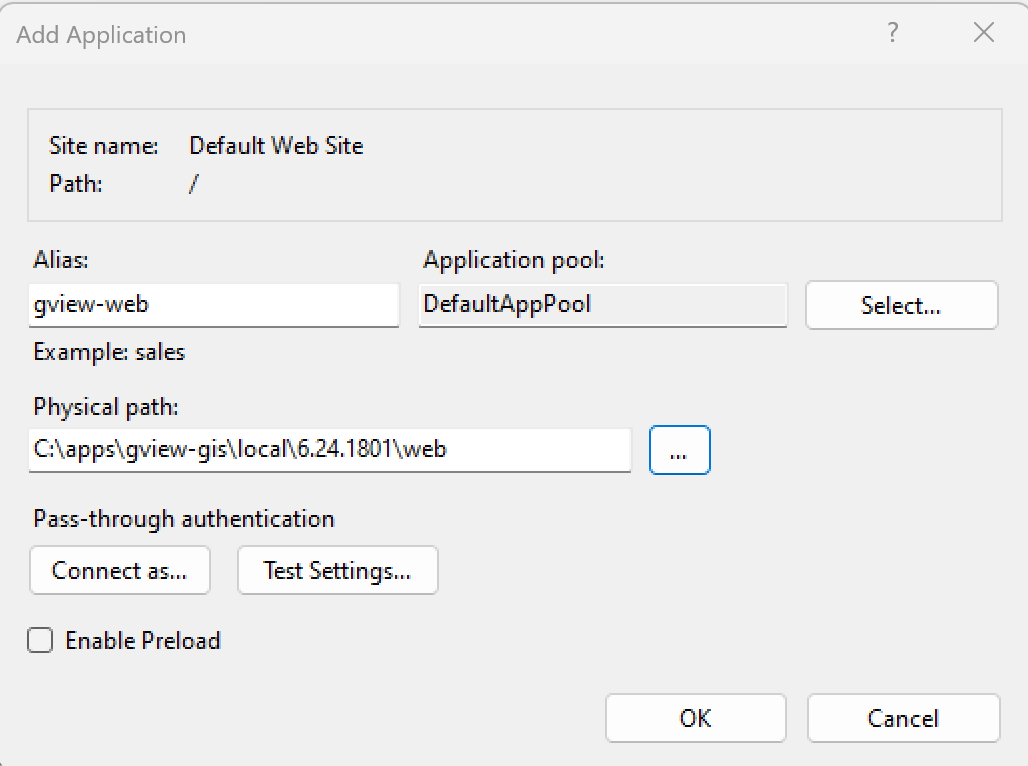 Add Application ?
Site name: Default Web Site
Path: /
Alias: Application pool:
gview-web DefaultAppPool Select...
Example: sales
Physical path:
C:\apps\gview-gis\local\6.24.1801\web ...
Pass-through authentication
Connect as... Test Settings...
Enable Preload
OK Cancel